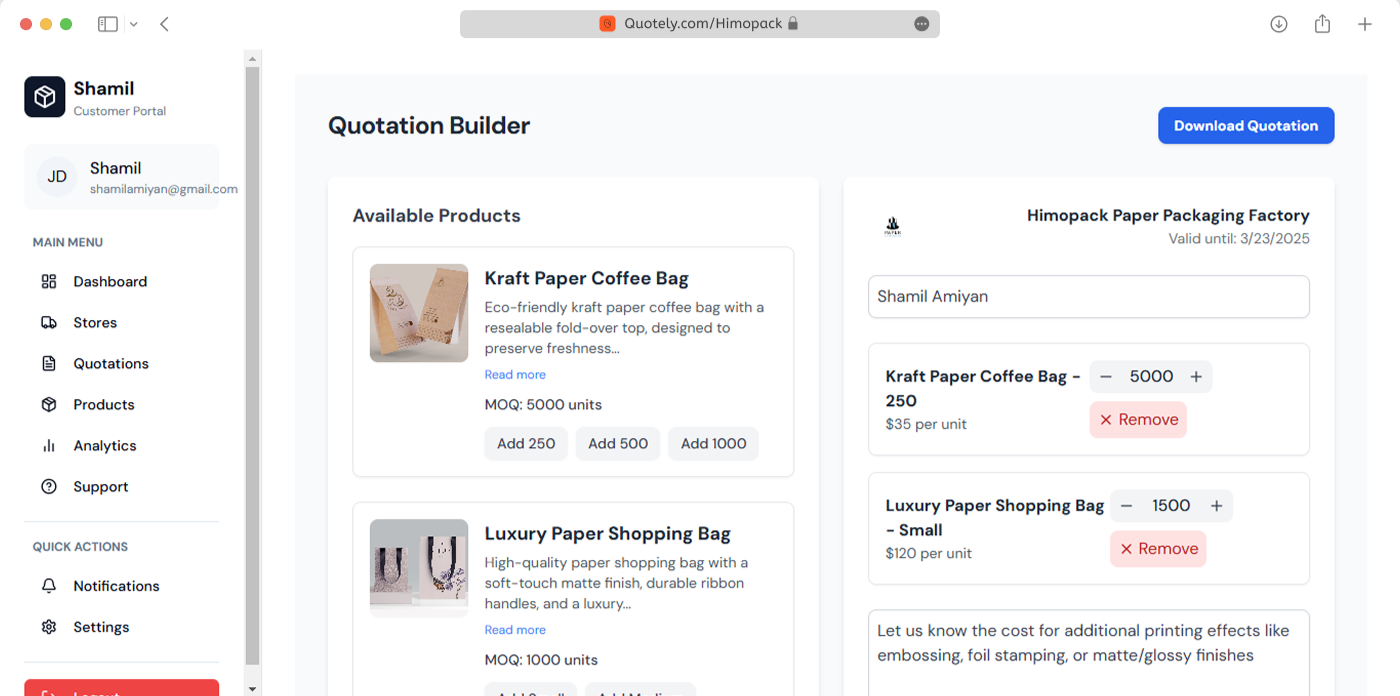 Quotely.com/Himopack
Shamil
Customer Portal
JD
Shamil
shamilamiyan@gmail.com
MAIN MENU
Dashboard
Stores
Quotations
Products
Analytics
Support
QUICK ACTIONS
Notifications
Settings
Logout
Quotation Builder
Download Quotation
Available Products
Kraft Paper Coffee Bag
Eco-friendly kraft paper coffee bag with a
resealable fold-over top, designed to
preserve freshness...
Read more
MOQ: 5000 units
Add 250 Add 500 Add 1000
Luxury Paper Shopping Bag
High-quality paper shopping bag with a
soft-touch matte finish, durable ribbon
handles, and a luxury...
Read more
MOQ: 1000 units
Himopack Paper Packaging Factory
Valid until: 3/23/2025
Shamil Amiyan
Kraft Paper Coffee Bag -
250
$35 per unit
− 5000 +
× Remove
Luxury Paper Shopping Bag
- Small
$120 per unit
− 1500 +
× Remove
Let us know the cost for additional printing effects like
embossing, foil stamping, or matte/glossy finishes